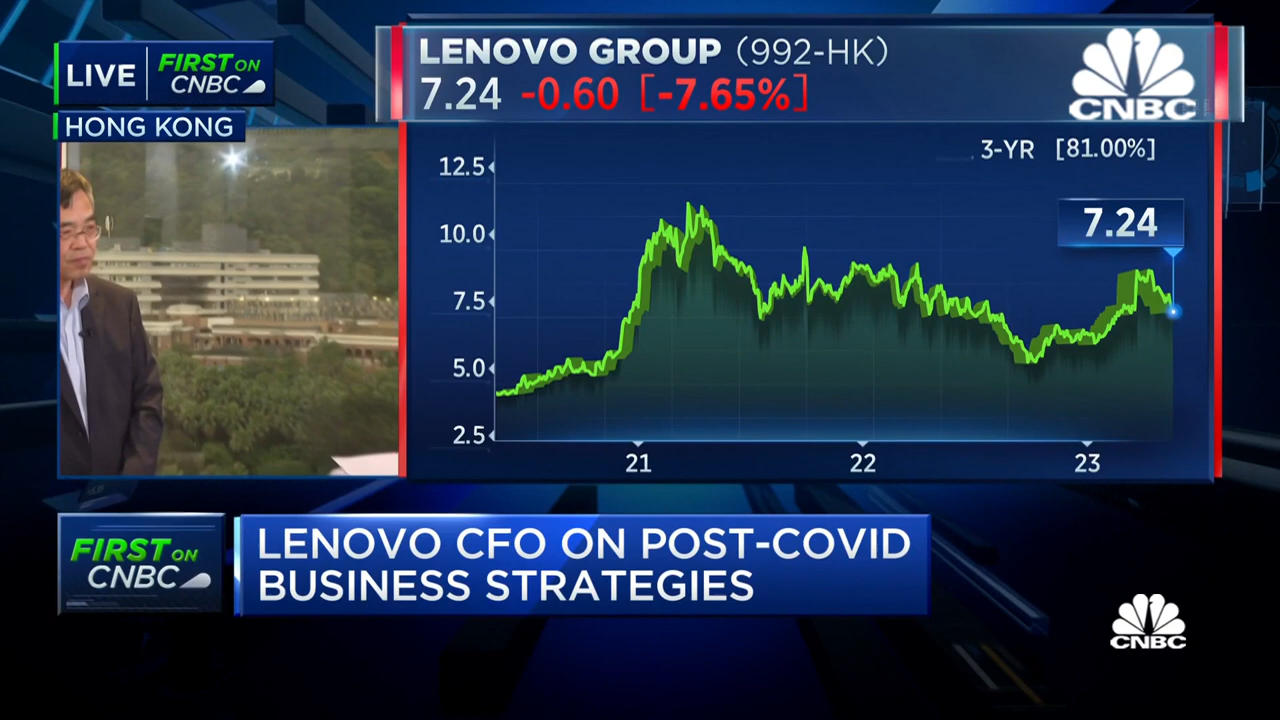 LIVE
FIRST ON
CNBC
HONG KONG
LENOVO GROUP (992-HK)
7.24 -0.60 [-7.65%]
CNBC
3-YR [81.00%]
7.24
12.5
10.0
7.5
5.0
2.5
21 22 23
FIRST ON
CNBC
LENOVO CFO ON POST-COVID
BUSINESS STRATEGIES
CNBC